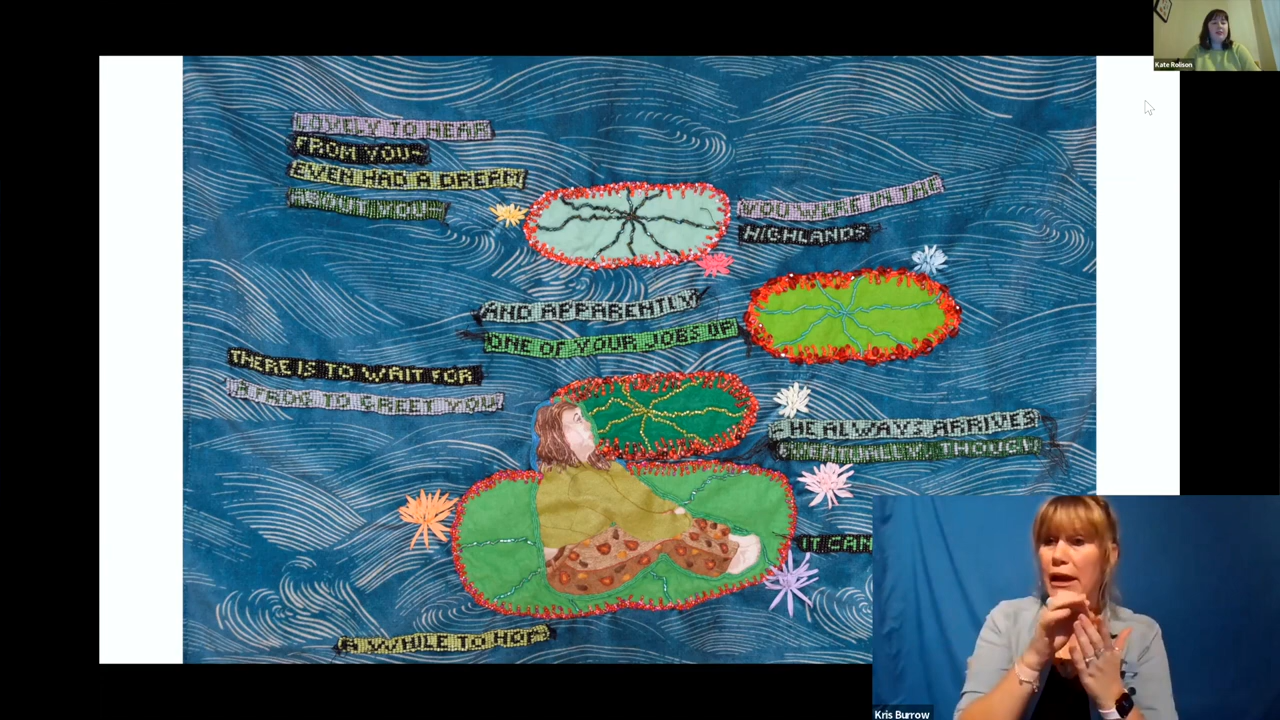 LOVELY TO HEAR
FROM YOU
EVEN HAD A DREAM
ABOUT YOU
YOU WERE IN THE
HIGHLANDS
AND APPARENTLY
ONE OF YOUR JOBS UP
THERE IS TO WAIT FOR
TO GREET YOU
HE ALWAYS ARRIVES
EVENTUALLY THOUGH
IT CAN
A WHILE TO
Kate Rolison
Kris Burrow